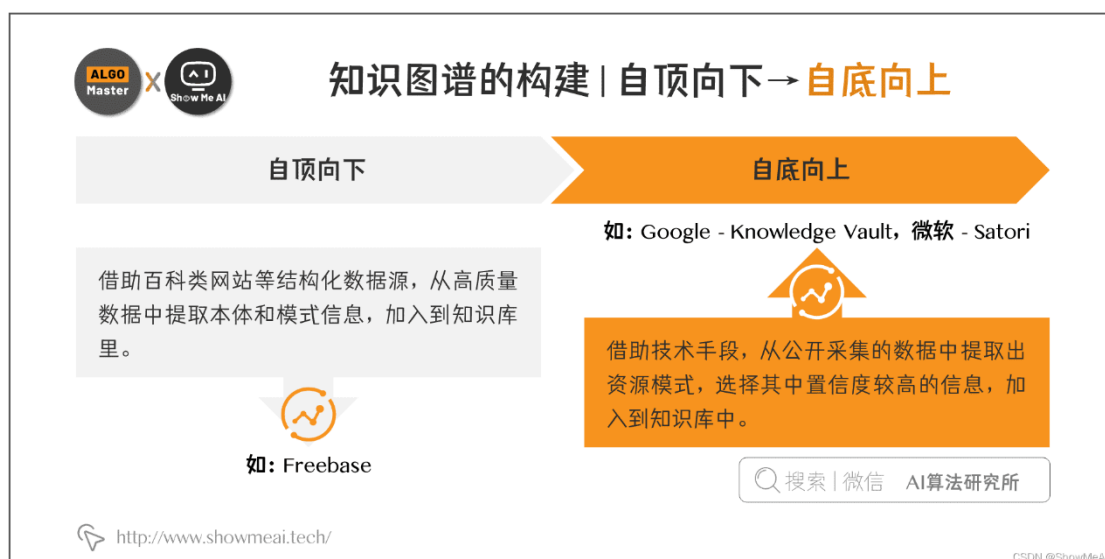 ALGO
Master
X
Show Me AI
知识图谱的构建 | 自顶向下→自底向上
自顶向下
自底向上
如: Google - Knowledge Vault, 微软 - Satori
借助百科类网站等结构化数据源，从高质量
数据中提取本体和模式信息，加入到知识库
里。
借助技术手段，从公开采集的数据中提取出
资源模式，选择其中置信度较高的信息，加
入到知识库中。
如: Freebase
搜索 | 微信 AI算法研究所
http://www.showmeai.tech/
CSDN @ShowMeA